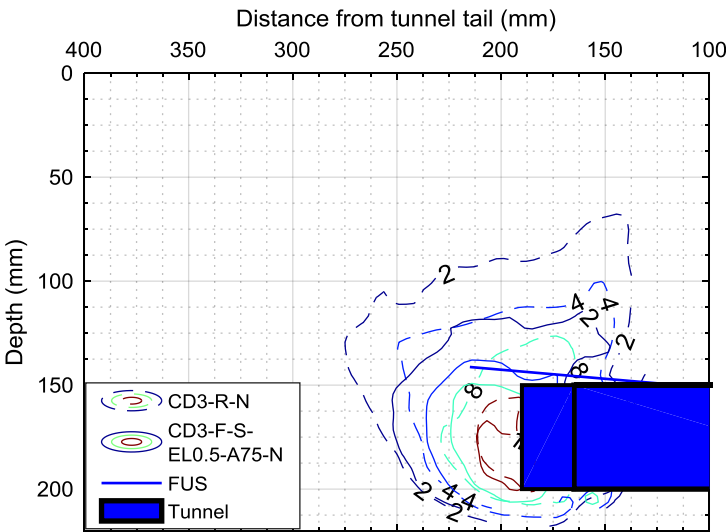 Distance from tunnel tail (mm)
400 350 300 250 200 150 100
0
50
100
150
200
Depth (mm)
2
4
4
2
2
8
8
2
4
4
2
CD3-R-N
CD3-F-S-
EL0.5-A75-N
FUS
Tunnel